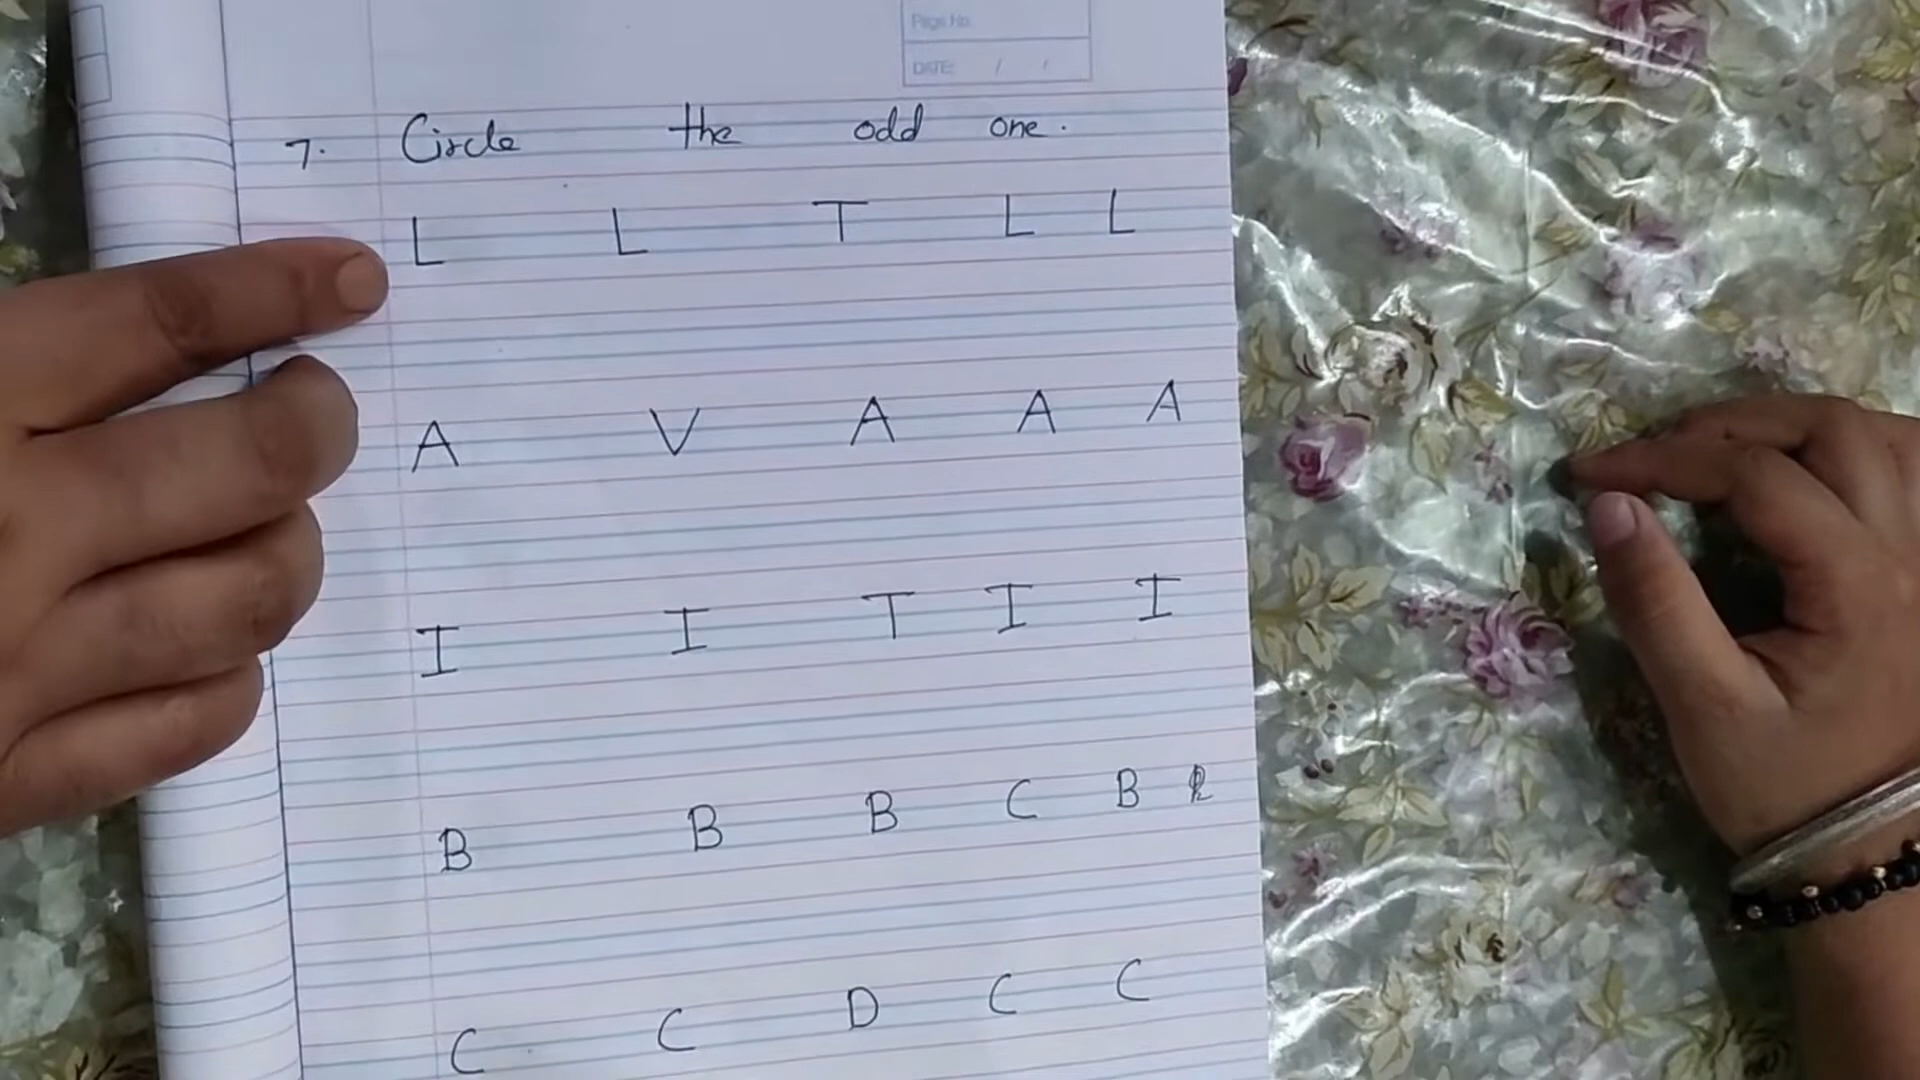 Page No.
DATE: / /
7. Circle the odd one.
L L T L L
A V A A A
I I T I I
B B B C B
C C D C C